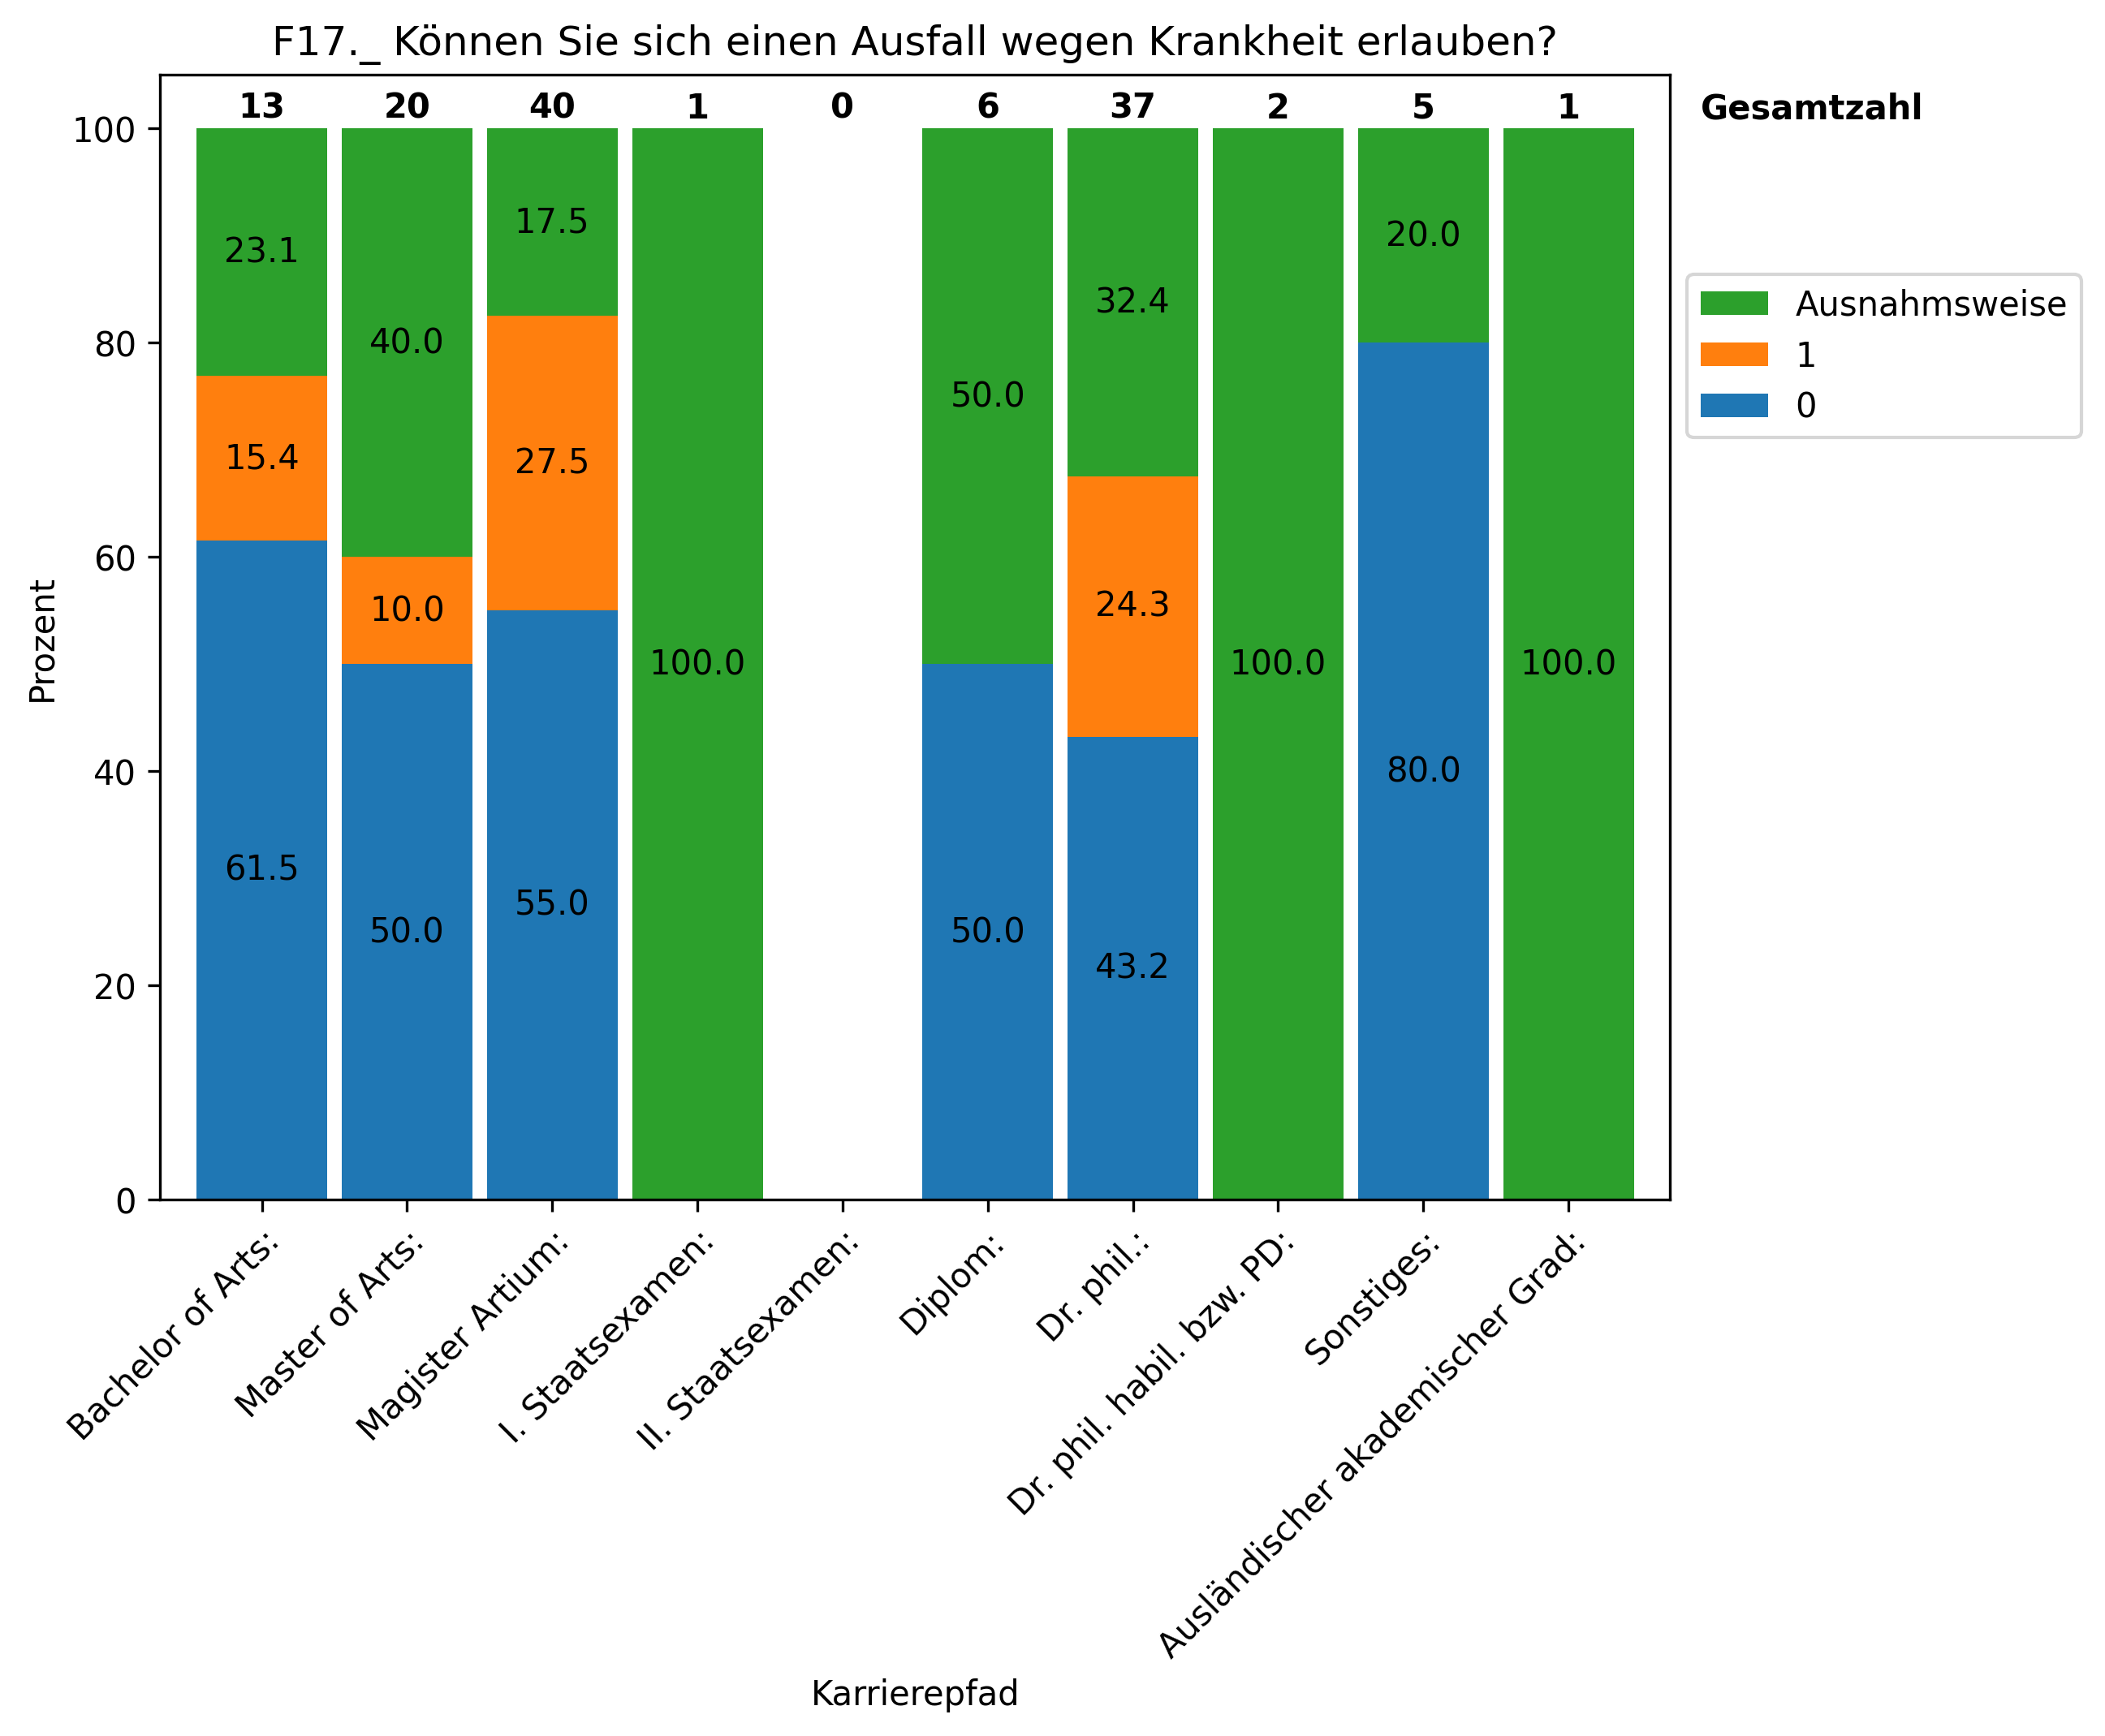 F17._ Können Sie sich einen Ausfall wegen Krankheit erlauben?
13 20 40 1 0 6 37 2 5 1 Gesamtzahl
Prozent
100
80
60
40
20
0
23.1
15.4
61.5
40.0
10.0
50.0
17.5
27.5
55.0
100.0
50.0
50.0
32.4
24.3
43.2
100.0
20.0
80.0
100.0
Ausnahmsweise
1
0
Bachelor of Arts:
Master of Arts:
Magister Artium:
I. Staatsexamen:
II. Staatsexamen:
Diplom:
Dr. phil.:
Dr. phil. habil. bzw. PD:
Sonstiges:
Ausländischer akademischer Grad:
Karrierepfad